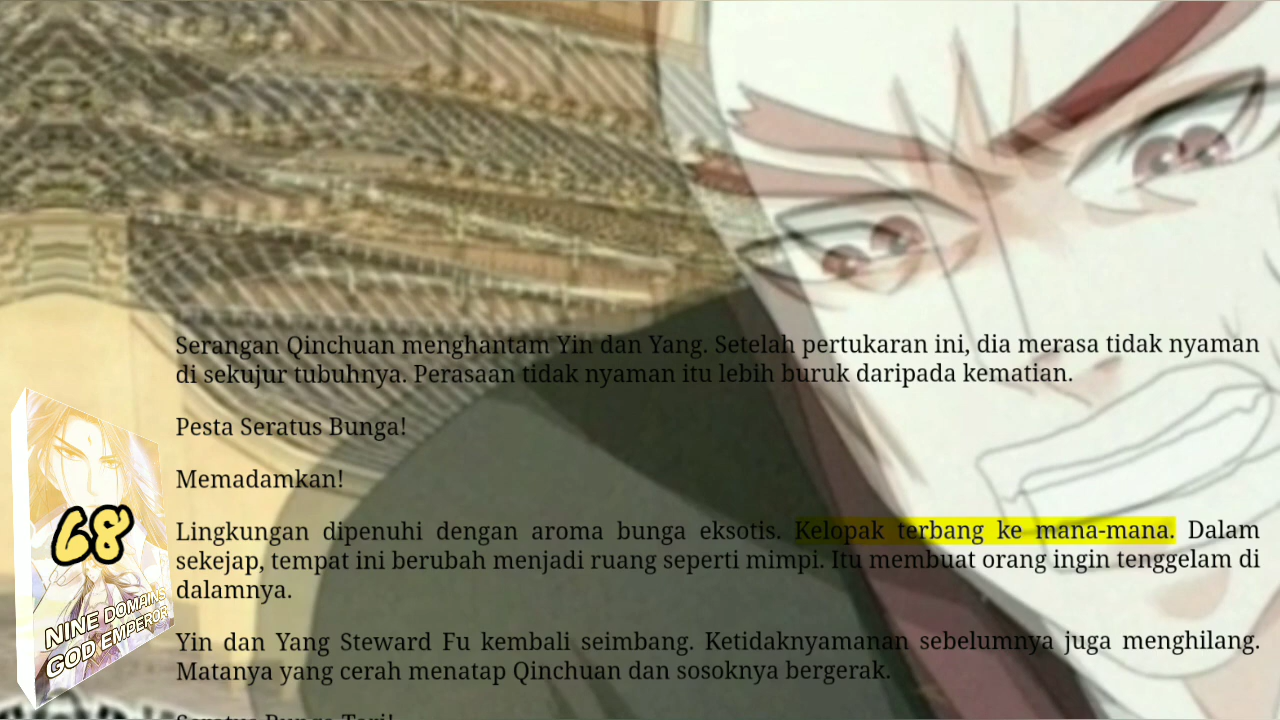 Serangan Qinchuan menghantam Yin dan Yang. Setelah pertukaran ini, dia merasa tidak nyaman
di sekujur tubuhnya. Perasaan tidak nyaman itu lebih buruk daripada kematian.
Pesta Seratus Bunga!
Memadamkan!
Lingkungan dipenuhi dengan aroma bunga eksotis. Kelopak terbang ke mana-mana. Dalam
sekejap, tempat ini berubah menjadi ruang seperti mimpi. Itu membuat orang ingin tenggelam di
dalamnya.
Yin dan Yang Steward Fu kembali seimbang. Ketidaknyamanan sebelumnya juga menghilang.
Matanya yang cerah menatap Qinchuan dan sosoknya bergerak.
68
NINE DOMAINS
GOD EMPEROR